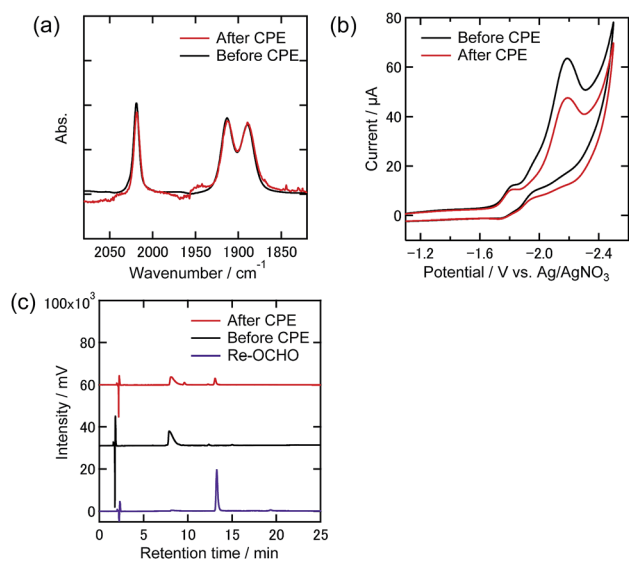 (a)
After CPE
Before CPE
Abs.
2050 2000 1950 1900 1850
Wavenumber / cm⁻¹
(b)
Before CPE
After CPE
80
60
40
20
0
Current / μA
−1.2 −1.6 −2.0 −2.4
Potential / V vs. Ag/AgNO₃
(c)
After CPE
Before CPE
Re-OCHO
100x10³
80
60
40
20
0
Intensity / mV
0 5 10 15 20 25
Retention time / min